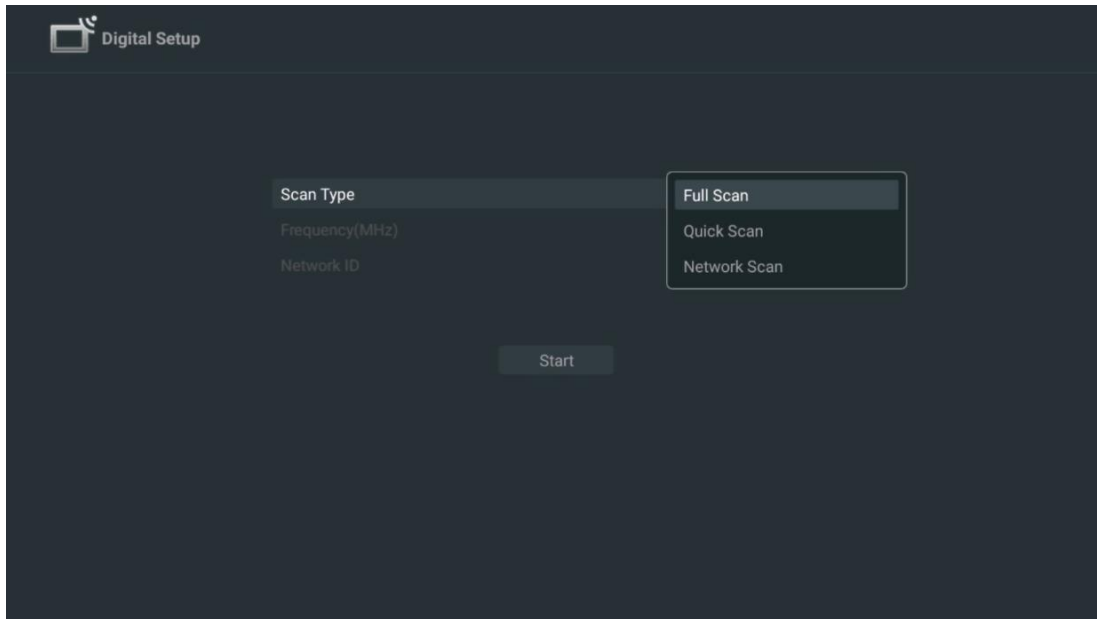 Digital Setup
Scan Type
Full Scan
Frequency(MHz)
Quick Scan
Network ID
Network Scan
Start